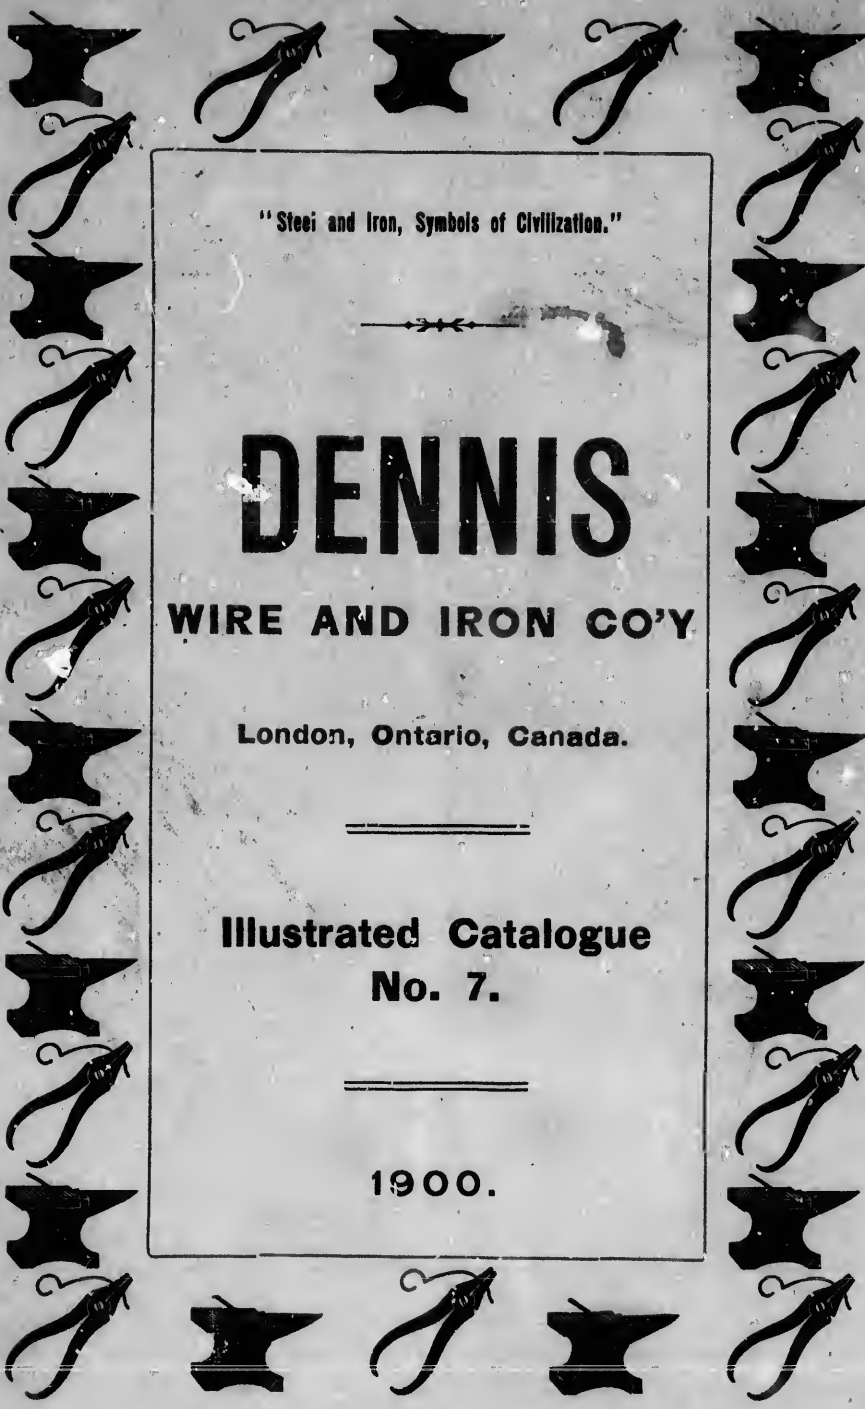 "Steel and Iron, Symbols of Civilization."
DENNIS
WIRE AND IRON CO'Y
London, Ontario, Canada.
Illustrated Catalogue
No. 7.
1900.